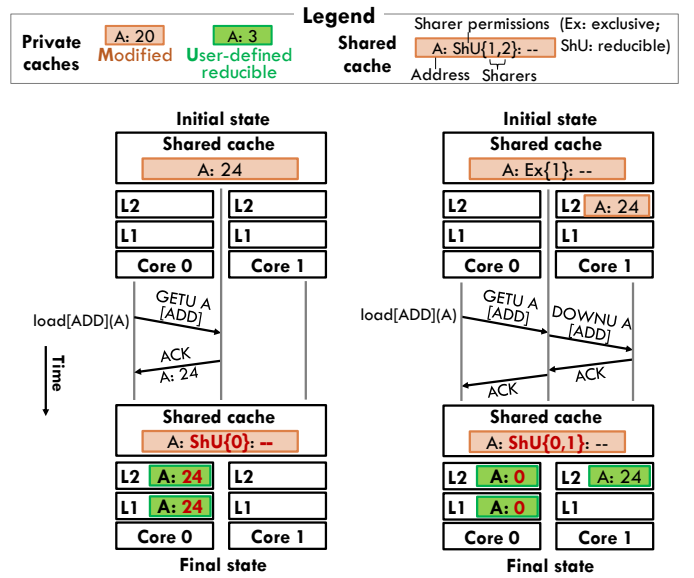 Legend
Private caches
A: 20
Modified
A: 3
User-defined reducible
Shared cache
Sharer permissions (Ex: exclusive; ShU: reducible)
A: ShU{1,2}: --
Address
Sharers
Initial state
Shared cache
A: 24
L2
L2
L1
L1
Core 0
Core 1
load[ADD](A)
GETU A
[ADD]
ACK
A: 24
Time
Shared cache
A: ShU{0}: --
L2 A: 24
L2
L1 A: 24
L1
Core 0
Core 1
Final state
Initial state
Shared cache
A: Ex{1}: --
L2
L2 A: 24
L1
L1
Core 0
Core 1
load[ADD](A)
GETU A
[ADD]
DOWNU A
[ADD]
ACK
ACK
Shared cache
A: ShU{0,1}: --
L2 A: 0
L2 A: 24
L1 A: 0
L1
Core 0
Core 1
Final state